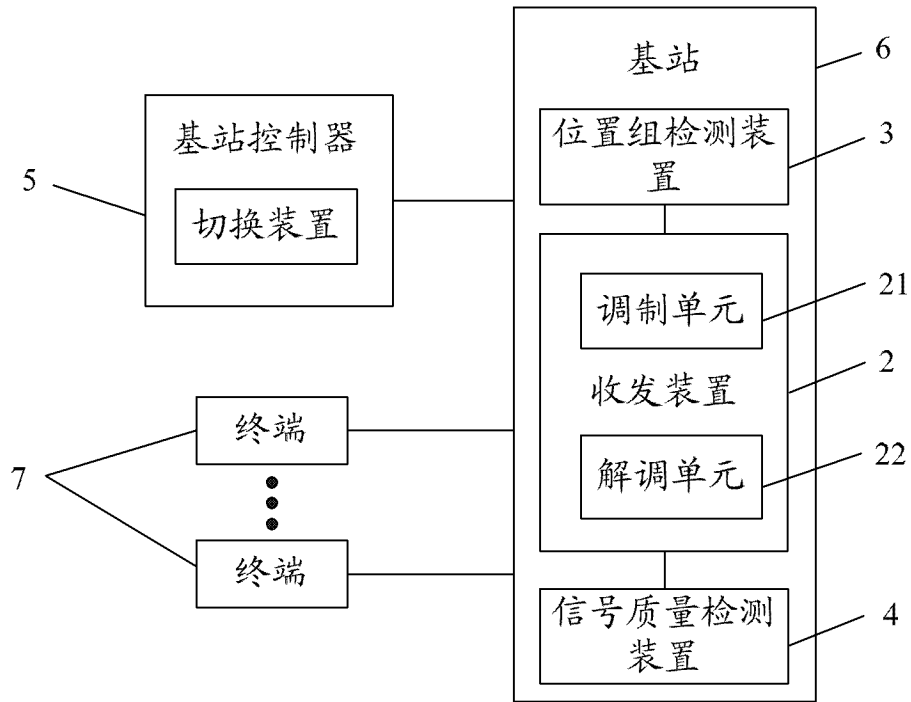 基站
6
位置组检测装
置
3
基站控制器
5
切换装置
调制单元
21
收发装置
2
解调单元
22
终端
7
终端
信号质量检测
装置
4